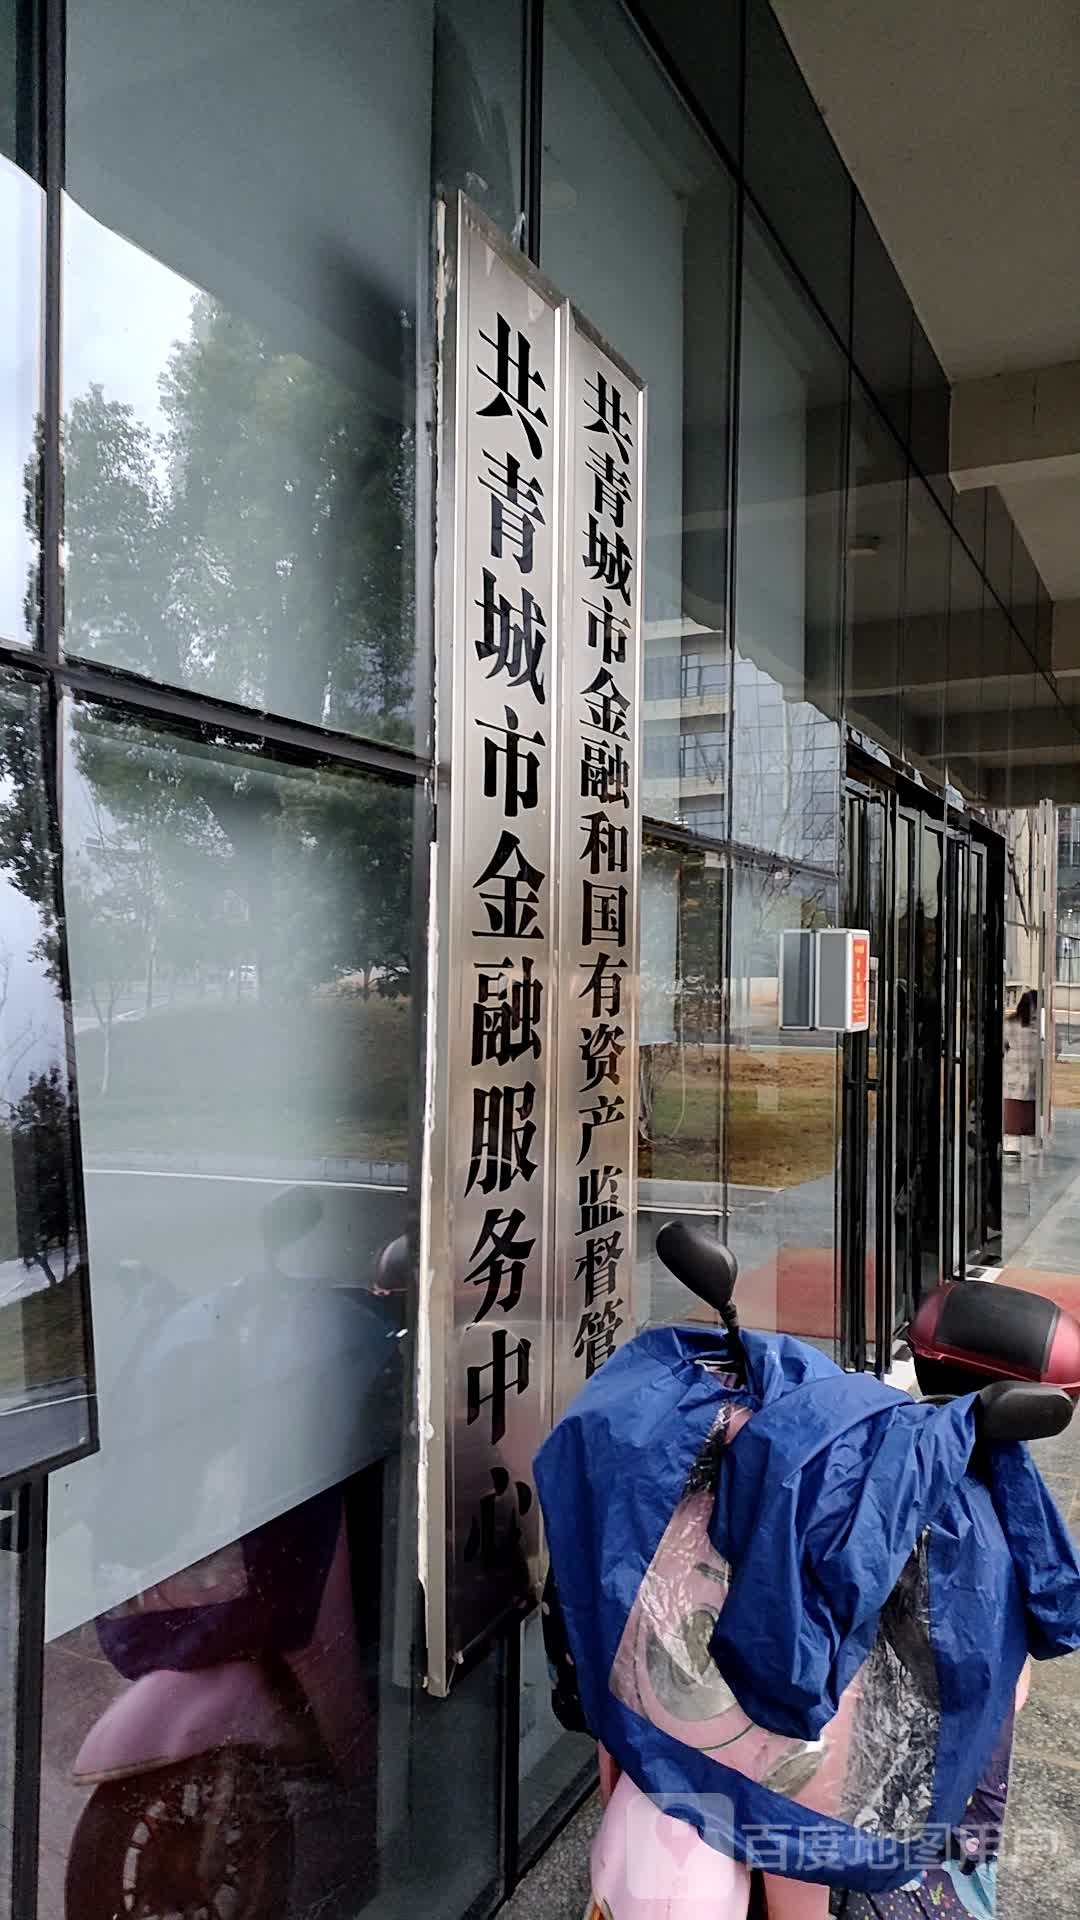 共青城市金融服务中心
共青城市金融和国有资产监督管
百度地图用户